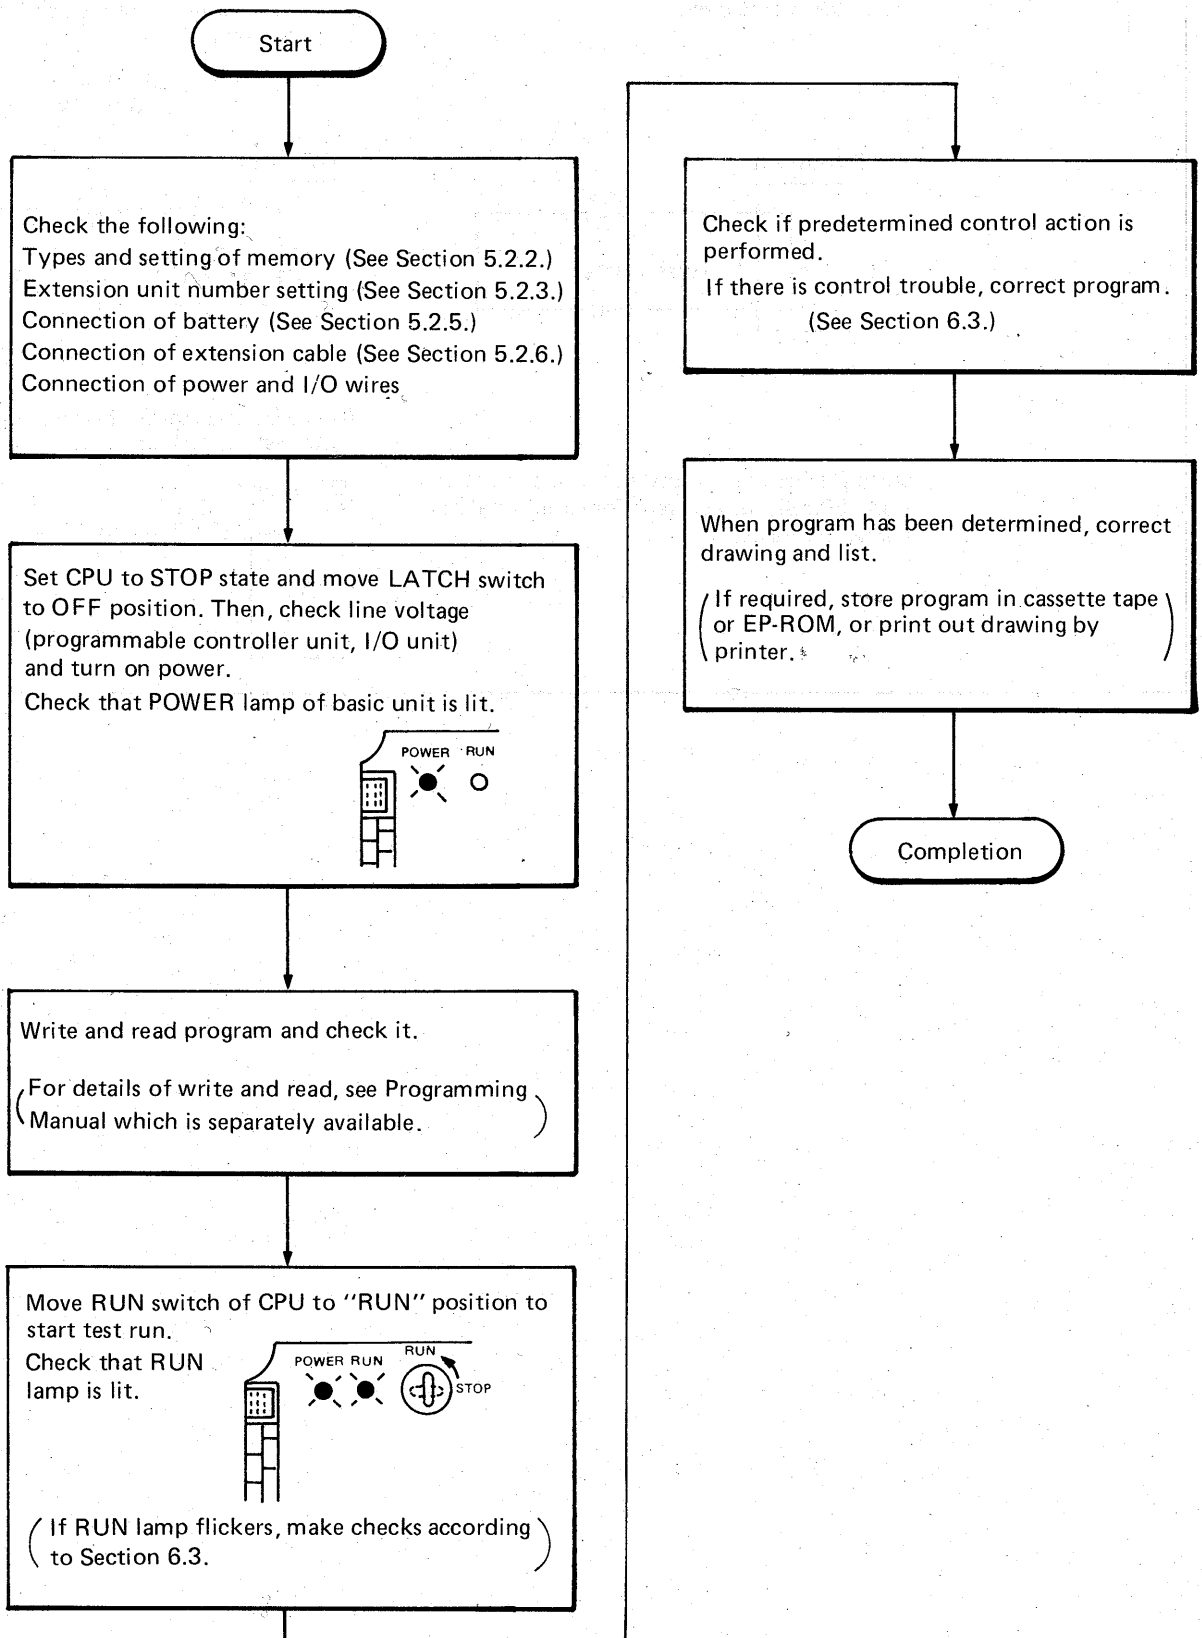 Start
Check the following:
Types and setting of memory (See Section 5.2.2.)
Extension unit number setting (See Section 5.2.3.)
Connection of battery (See Section 5.2.5.)
Connection of extension cable (See Section 5.2.6.)
Connection of power and I/O wires
Set CPU to STOP state and move LATCH switch
to OFF position. Then, check line voltage
(programmable controller unit, I/O unit)
and turn on power.
Check that POWER lamp of basic unit is lit.
POWER RUN
Write and read program and check it.
(For details of write and read, see Programming
Manual which is separately available.)
Move RUN switch of CPU to "RUN" position to
start test run.
Check that RUN
lamp is lit.
POWER RUN
RUN
STOP
(If RUN lamp flickers, make checks according
to Section 6.3.)
Check if predetermined control action is
performed.
If there is control trouble, correct program.
(See Section 6.3.)
When program has been determined, correct
drawing and list.
(If required, store program in cassette tape
or EP-ROM, or print out drawing by
printer.)
Completion